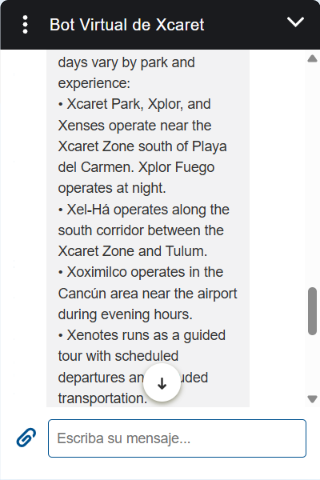 Bot Virtual de Xcaret
days vary by park and
experience:
• Xcaret Park, Xplor, and
Xenses operate near the
Xcaret Zone south of Playa
del Carmen. Xplor Fuego
operates at night.
• Xel-Há operates along the
south corridor between the
Xcaret Zone and Tulum.
• Xoximilco operates in the
Cancún area near the airport
during evening hours.
• Xenotes runs as a guided
tour with scheduled
departures
transportation.
Escriba su mensaje...